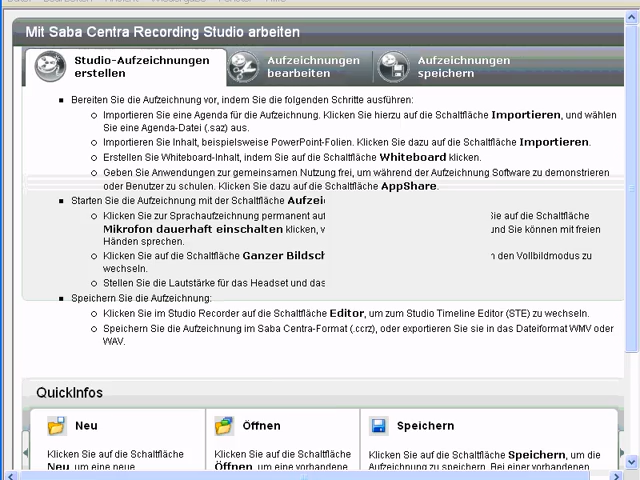 Mit Saba Centra Recording Studio arbeiten
Studio-Aufzeichnungen
erstellen
Aufzeichnungen
bearbeiten
Aufzeichnungen
speichern
Bereiten Sie die Aufzeichnung vor, indem Sie die folgenden Schritte ausführen:
Importieren Sie eine Agenda für die Aufzeichnung. Klicken Sie hierzu auf die Schaltfläche Importieren, und wählen
Sie eine Agenda-Datei (.saz) aus.
Importieren Sie Inhalt, beispielsweise PowerPoint-Folien. Klicken Sie dazu auf die Schaltfläche Importieren.
Erstellen Sie Whiteboard-Inhalt, indem Sie auf die Schaltfläche Whiteboard klicken.
Geben Sie Anwendungen zur gemeinsamen Nutzung frei, um während der Aufzeichnung Software zu demonstrieren
oder Benutzer zu schulen. Klicken Sie dazu auf die Schaltfläche AppShare.
Starten Sie die Aufzeichnung mit der Schaltfläche Aufzei
Klicken Sie zur Sprachaufzeichnung permanent auf Sie auf die Schaltfläche
Mikrofon dauerhaft einschalten klicken, und Sie können mit freien
Händen sprechen.
Klicken Sie auf die Schaltfläche Ganzer Bildsch den Vollbildmodus zu
wechseln.
Stellen Sie die Lautstärke für das Headset und das
Speichern Sie die Aufzeichnung:
Klicken Sie im Studio Recorder auf die Schaltfläche Editor, um zum Studio Timeline Editor (STE) zu wechseln.
Speichern Sie die Aufzeichnung im Saba Centra-Format (.ccrz), oder exportieren Sie sie in das Dateiformat WMV oder
WAV.
QuickInfos
Neu
Öffnen
Speichern
Klicken Sie auf die Schaltfläche
Neu, um eine neue
Klicken Sie auf die Schaltfläche
Öffnen, um eine vorhandene
Klicken Sie auf die Schaltfläche Speichern, um die
Aufzeichnung zu speichern. Bei einer vorhandenen